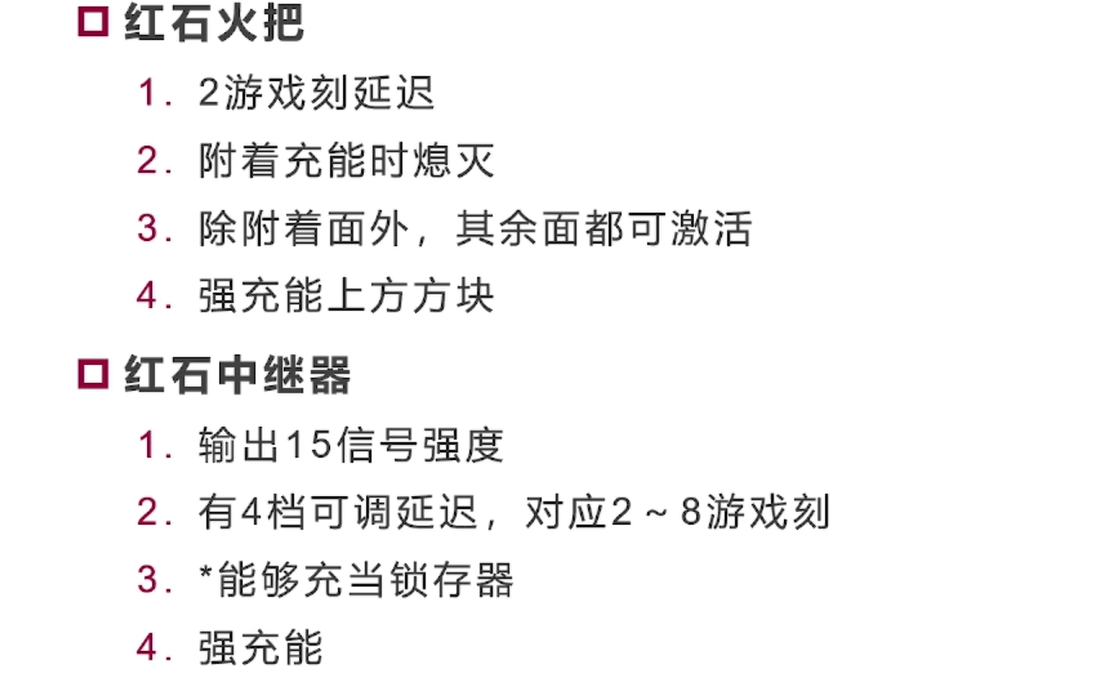 红石火把
1. 2游戏刻延迟
2. 附着充能时熄灭
3. 除附着面外，其余面都可激活
4. 强充能上方方块
红石中继器
1. 输出15信号强度
2. 有4档可调延迟，对应2~8游戏刻
3. *能够充当锁存器
4. 强充能